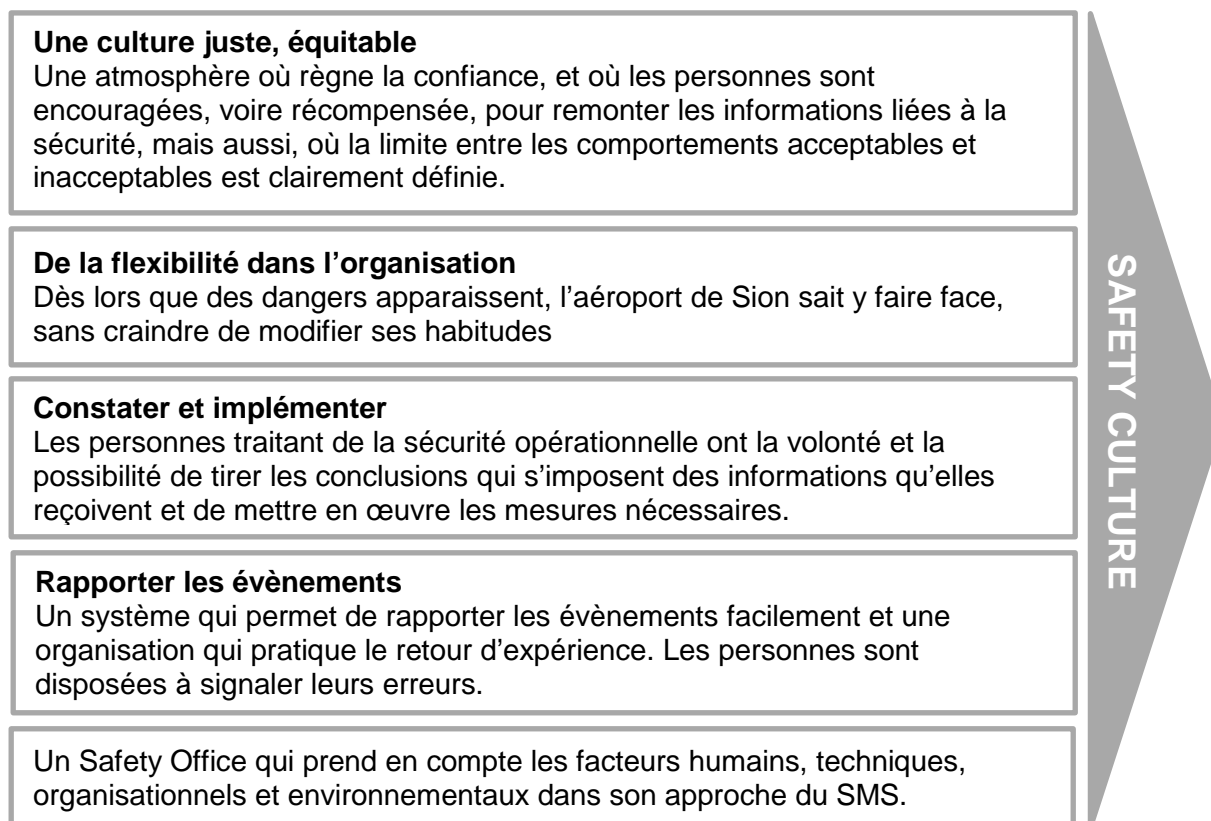 Une culture juste, équitable
Une atmosphère où règne la confiance, et où les personnes sont
encouragées, voire récompensée, pour remonter les informations liées à la
sécurité, mais aussi, où la limite entre les comportements acceptables et
inacceptables est clairement définie.
De la flexibilité dans l'organisation
Dès lors que des dangers apparaissent, l'aéroport de Sion sait y faire face,
sans craindre de modifier ses habitudes
Constater et implémenter
Les personnes traitant de la sécurité opérationnelle ont la volonté et la
possibilité de tirer les conclusions qui s'imposent des informations qu'elles
reçoivent et de mettre en œuvre les mesures nécessaires.
Rapporter les évènements
Un système qui permet de rapporter les évènements facilement et une
organisation qui pratique le retour d'expérience. Les personnes sont
disposées à signaler leurs erreurs.
Un Safety Office qui prend en compte les facteurs humains, techniques,
organisationnels et environnementaux dans son approche du SMS.
SAFETY CULTURE